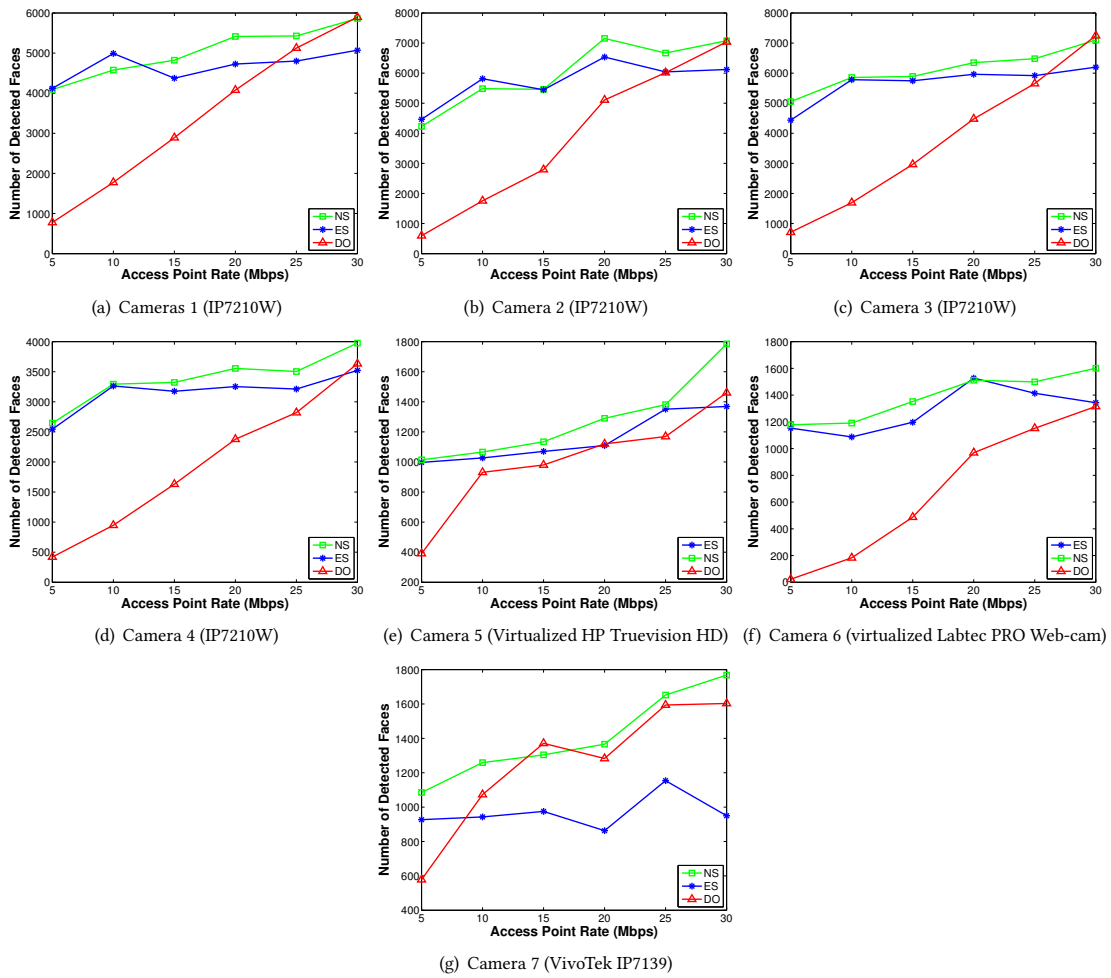 6000
5000
4000
3000
2000
1000
0
Number of Detected Faces
NS
ES
DO
5 10 15 20 25 30
Access Point Rate (Mbps)
(a) Cameras 1 (IP7210W)
8000
7000
6000
5000
4000
3000
2000
1000
0
Number of Detected Faces
NS
ES
DO
5 10 15 20 25 30
Access Point Rate (Mbps)
(b) Camera 2 (IP7210W)
8000
7000
6000
5000
4000
3000
2000
1000
0
Number of Detected Faces
NS
ES
DO
5 10 15 20 25 30
Access Point Rate (Mbps)
(c) Camera 3 (IP7210W)
4000
3500
3000
2500
2000
1500
1000
500
0
Number of Detected Faces
NS
ES
DO
5 10 15 20 25 30
Access Point Rate (Mbps)
(d) Camera 4 (IP7210W)
1800
1600
1400
1200
1000
800
600
400
200
Number of Detected Faces
ES
NS
DO
5 10 15 20 25 30
Access Point Rate (Mbps)
(e) Camera 5 (Virtualized HP Truevision HD)
1800
1600
1400
1200
1000
800
600
400
200
0
Number of Detected Faces
NS
ES
DO
5 10 15 20 25 30
Access Point Rate (Mbps)
(f) Camera 6 (virtualized Labtec PRO Web-cam)
1800
1600
1400
1200
1000
800
600
400
Number of Detected Faces
NS
ES
DO
5 10 15 20 25 30
Access Point Rate (Mbps)
(g) Camera 7 (VivoTek IP7139)